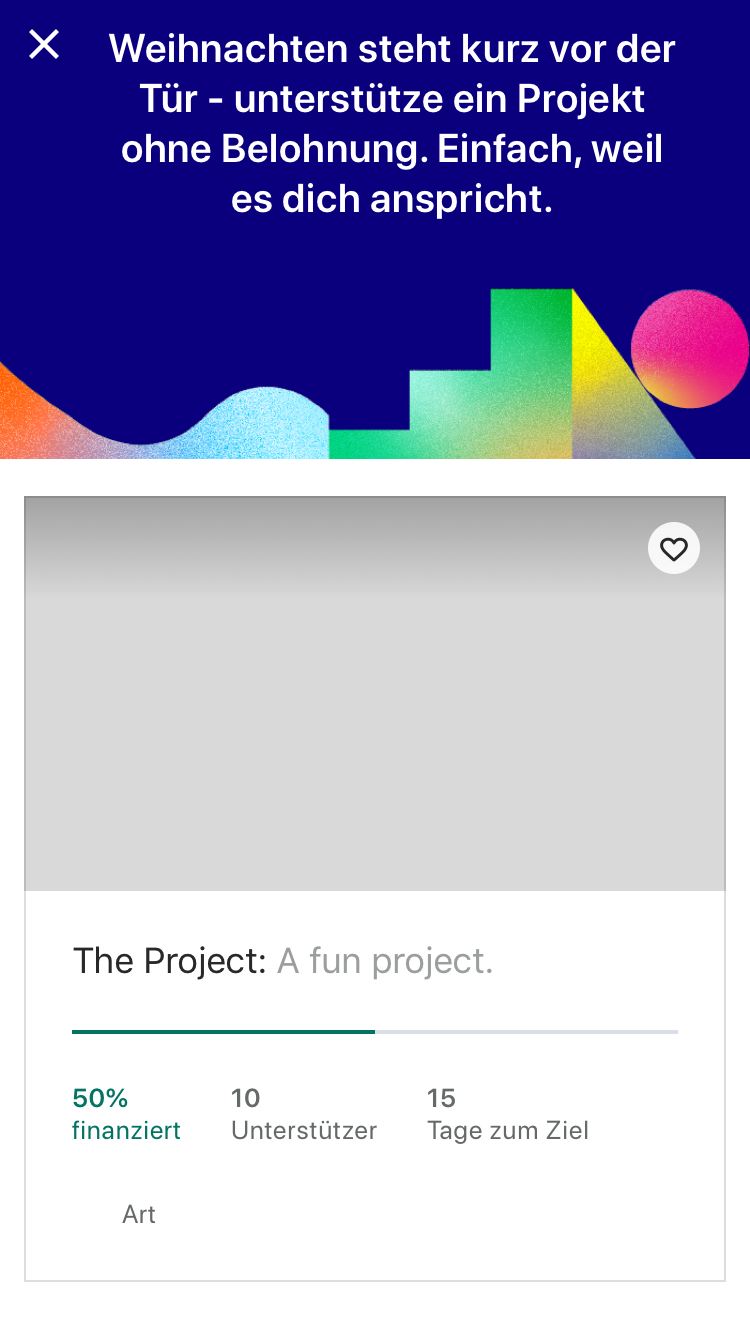 Weihnachten steht kurz vor der
Tür - unterstütze ein Projekt
ohne Belohnung. Einfach, weil
es dich anspricht.
The Project: A fun project.
50% 10 15
finanziert Unterstützer Tage zum Ziel
Art